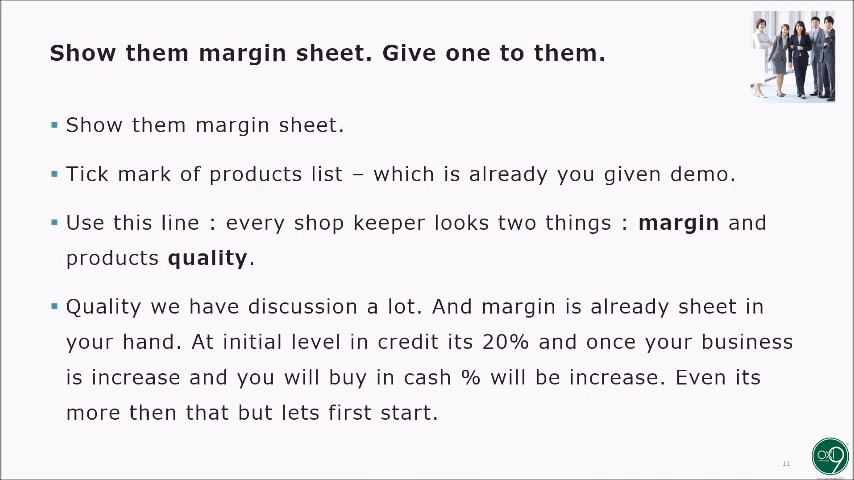 Show them margin sheet. Give one to them.
▪ Show them margin sheet.
▪ Tick mark of products list – which is already you given demo.
▪ Use this line : every shop keeper looks two things : margin and
products quality.
▪ Quality we have discussion a lot. And margin is already sheet in
your hand. At initial level in credit its 20% and once your business
is increase and you will buy in cash % will be increase. Even its
more then that but lets first start.
11
OXI
9